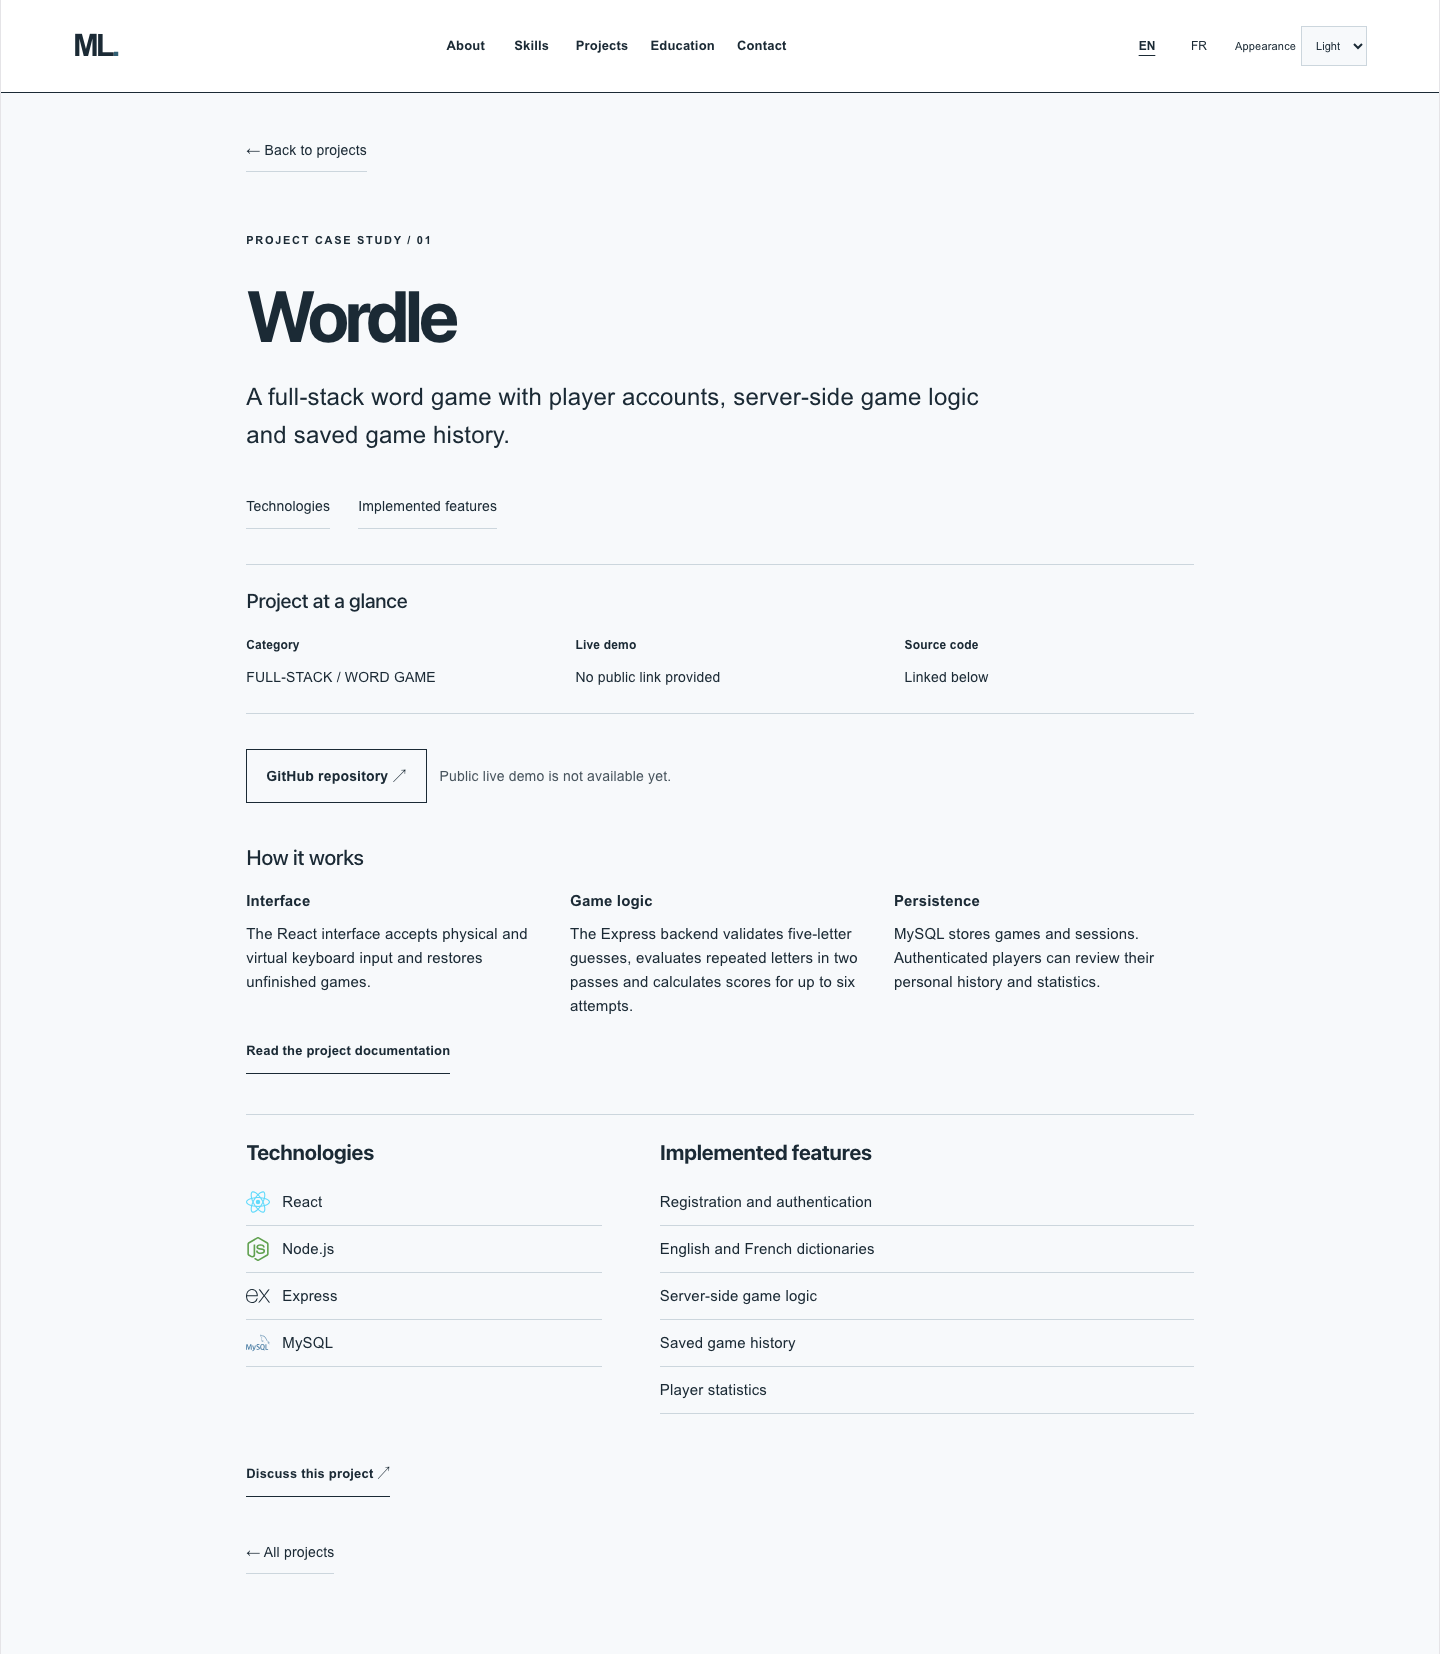 ML.
About
Skills
Projects
Education
Contact
EN
FR
Appearance
Light
← Back to projects
PROJECT CASE STUDY / 01
Wordle
A full-stack word game with player accounts, server-side game logic
and saved game history.
Technologies
Implemented features
Project at a glance
Category
FULL-STACK / WORD GAME
Live demo
No public link provided
Source code
Linked below
GitHub repository ↗
Public live demo is not available yet.
How it works
Interface
The React interface accepts physical and
virtual keyboard input and restores
unfinished games.
Game logic
The Express backend validates five-letter
guesses, evaluates repeated letters in two
passes and calculates scores for up to six
attempts.
Persistence
MySQL stores games and sessions.
Authenticated players can review their
personal history and statistics.
Read the project documentation
Technologies
React
JS
Node.js
ex
Express
MySQL
MySQL
Implemented features
Registration and authentication
English and French dictionaries
Server-side game logic
Saved game history
Player statistics
Discuss this project ↗
← All projects